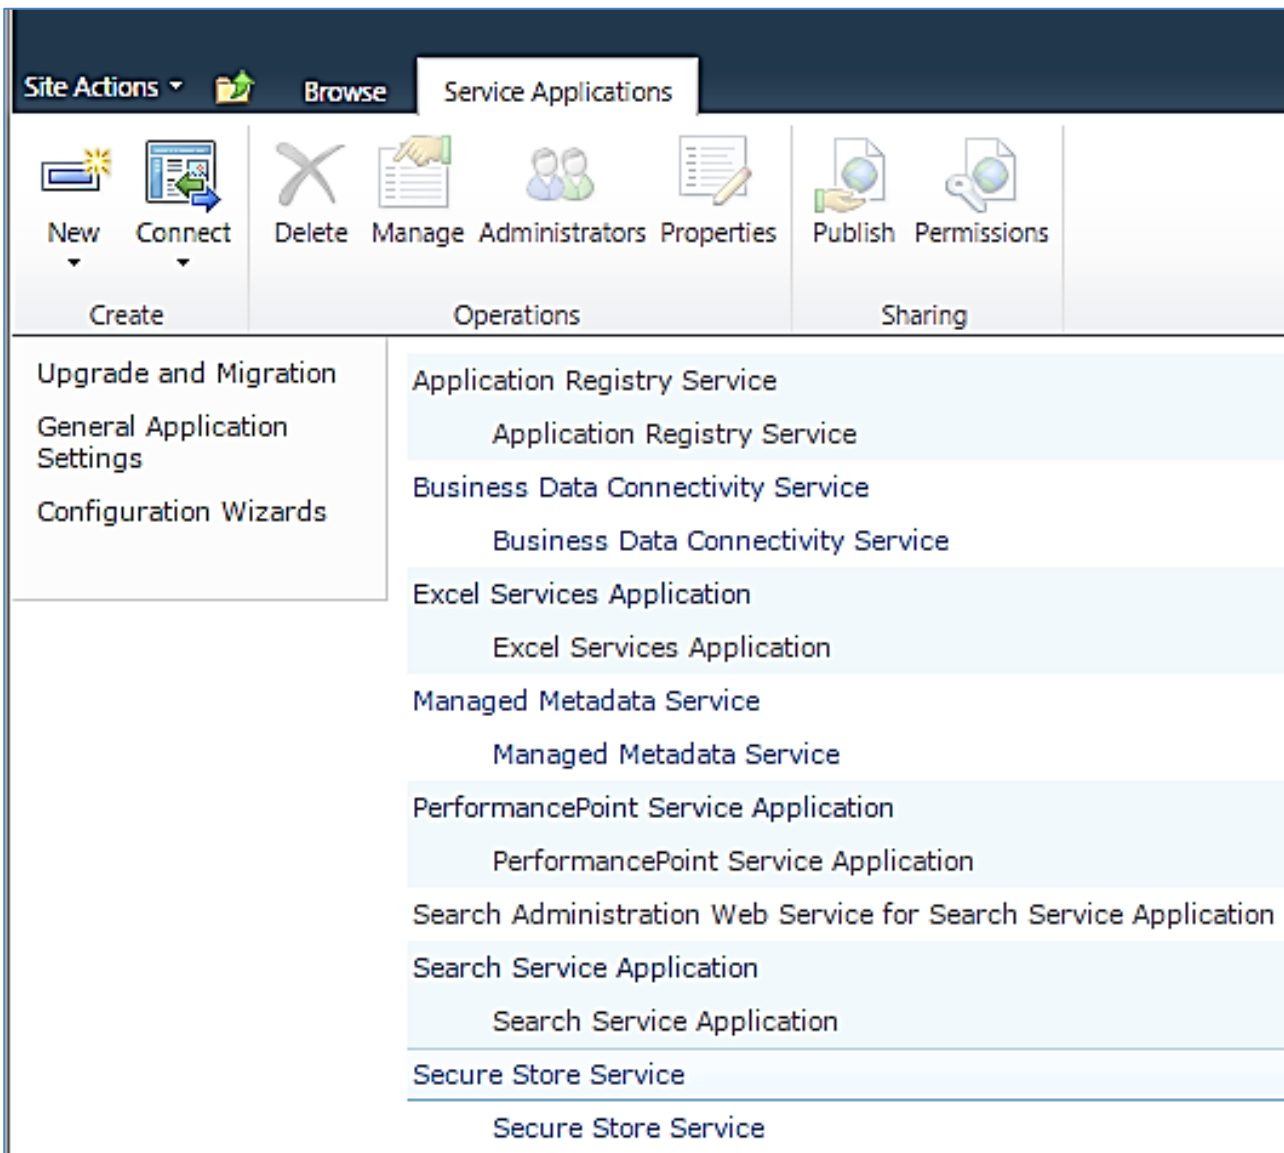 Site Actions Browse Service Applications
New Connect Delete Manage Administrators Properties Publish Permissions
Create Operations Sharing
Upgrade and Migration
General Application
Settings
Configuration Wizards
Application Registry Service
Application Registry Service
Business Data Connectivity Service
Business Data Connectivity Service
Excel Services Application
Excel Services Application
Managed Metadata Service
Managed Metadata Service
PerformancePoint Service Application
PerformancePoint Service Application
Search Administration Web Service for Search Service Application
Search Service Application
Search Service Application
Secure Store Service
Secure Store Service